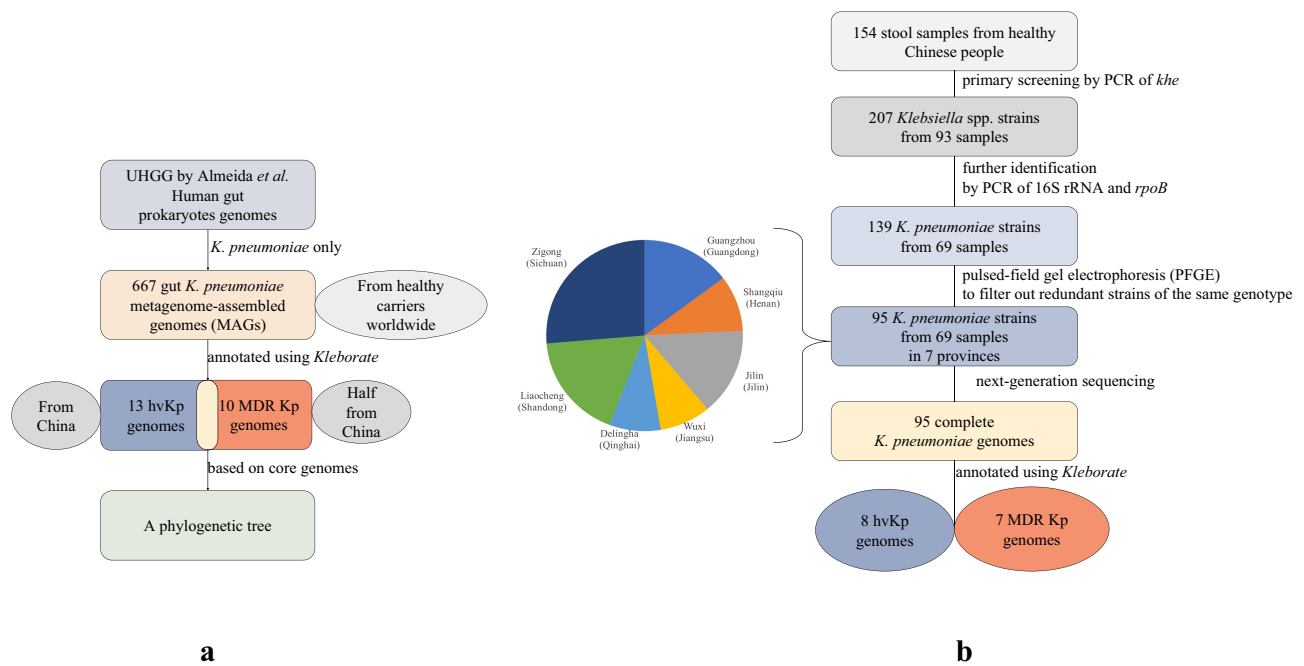 UHGG by Almeida et al.
Human gut
prokaryotes genomes
K. pneumoniae only
667 gut K. pneumoniae
metagenome-assembled
genomes (MAGs)
From healthy
carriers
worldwide
annotated using Kleborate
From
China
13 hvKp
genomes
10 MDR Kp
genomes
Half
from
China
based on core genomes
A phylogenetic tree
a
154 stool samples from healthy
Chinese people
primary screening by PCR of khe
207 Klebsiella spp. strains
from 93 samples
further identification
by PCR of 16S rRNA and rpoB
139 K. pneumoniae strains
from 69 samples
pulsed-field gel electrophoresis (PFGE)
to filter out redundant strains of the same genotype
95 K. pneumoniae strains
from 69 samples
in 7 provinces
Zigong
(Sichuan)
Guangzhou
(Guangdong)
Shangqiu
(Henan)
Jilin
(Jilin)
Wuxi
(Jiangsu)
Delingha
(Qinghai)
Liaocheng
(Shandong)
next-generation sequencing
95 complete
K. pneumoniae genomes
annotated using Kleborate
8 hvKp
genomes
7 MDR Kp
genomes
b